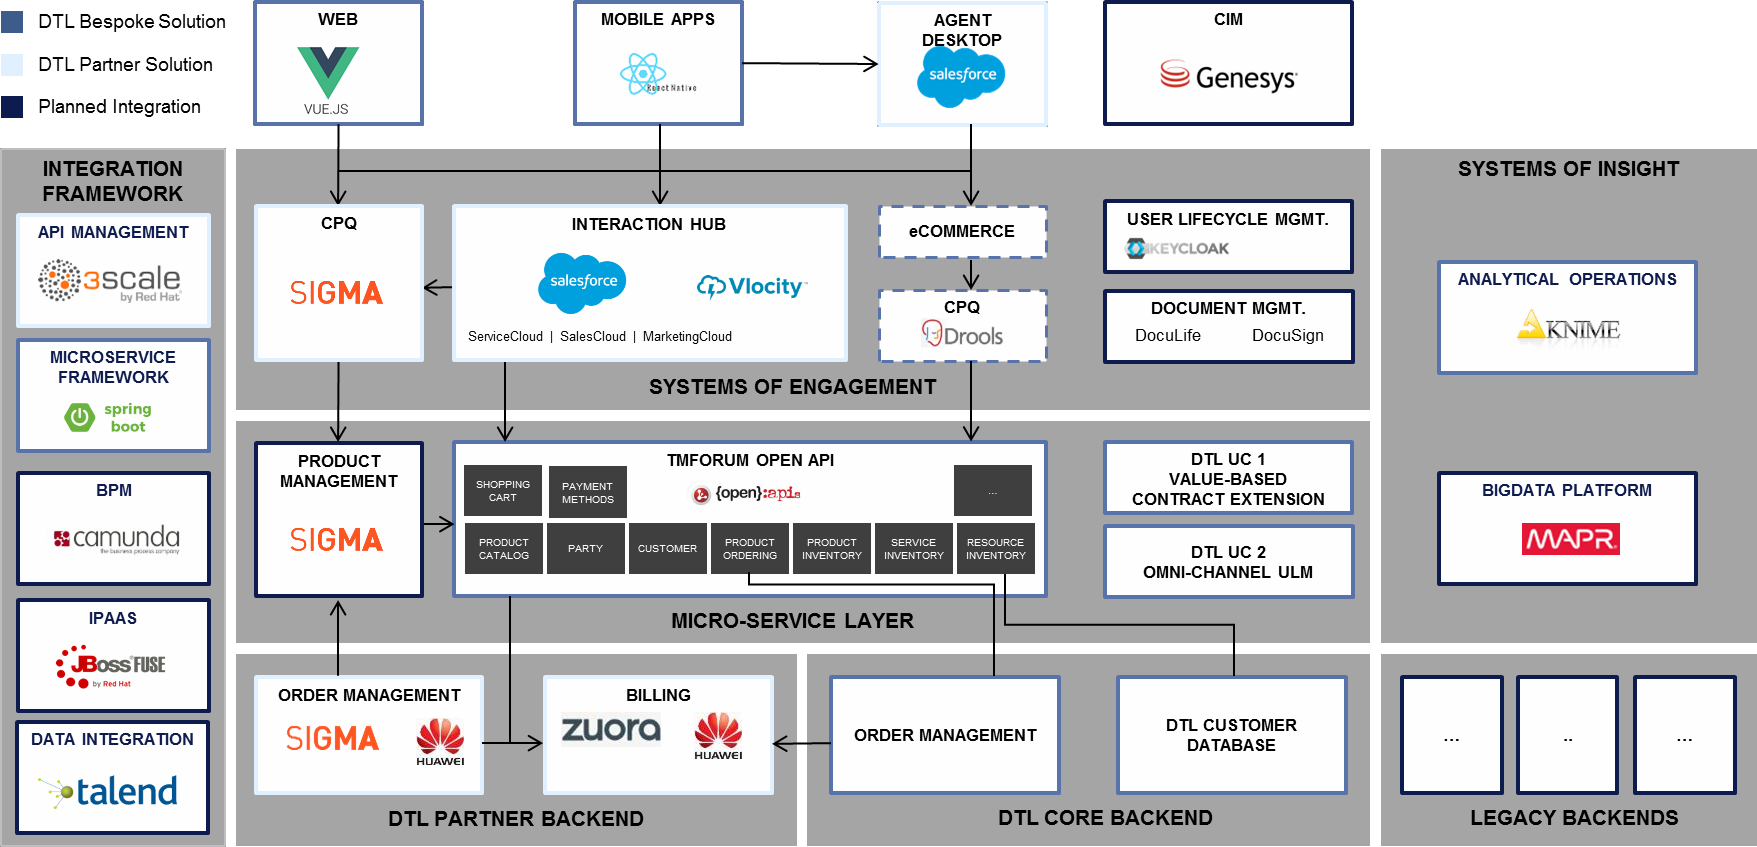 DTL Bespoke Solution
DTL Partner Solution
Planned Integration
WEB
VUE.JS
MOBILE APPS
React Native
AGENT
DESKTOP
salesforce
CIM
Genesys
INTEGRATION
FRAMEWORK
API MANAGEMENT
3scale
by Red Hat
MICROSERVICE
FRAMEWORK
spring
boot
BPM
camunda
the business process company
IPAAS
JBoss FUSE
by Red Hat
DATA INTEGRATION
talend
CPQ
SIGMA
INTERACTION HUB
salesforce
Vlocity
ServiceCloud | SalesCloud | MarketingCloud
eCOMMERCE
CPQ
Drools
USER LIFECYCLE MGMT.
KEYCLOAK
DOCUMENT MGMT.
DocuLife DocuSign
SYSTEMS OF ENGAGEMENT
PRODUCT
MANAGEMENT
SIGMA
TMFORUM OPEN API
{open}:apis
SHOPPING
CART
PAYMENT
METHODS
...
PRODUCT
CATALOG
PARTY
CUSTOMER
PRODUCT
ORDERING
PRODUCT
INVENTORY
SERVICE
INVENTORY
RESOURCE
INVENTORY
DTL UC 1
VALUE-BASED
CONTRACT EXTENSION
DTL UC 2
OMNI-CHANNEL ULM
MICRO-SERVICE LAYER
ORDER MANAGEMENT
SIGMA
HUAWEI
BILLING
zuora
HUAWEI
DTL PARTNER BACKEND
ORDER MANAGEMENT
DTL CUSTOMER
DATABASE
DTL CORE BACKEND
SYSTEMS OF INSIGHT
ANALYTICAL OPERATIONS
KNIME
BIGDATA PLATFORM
MAPR
...
..
...
LEGACY BACKENDS